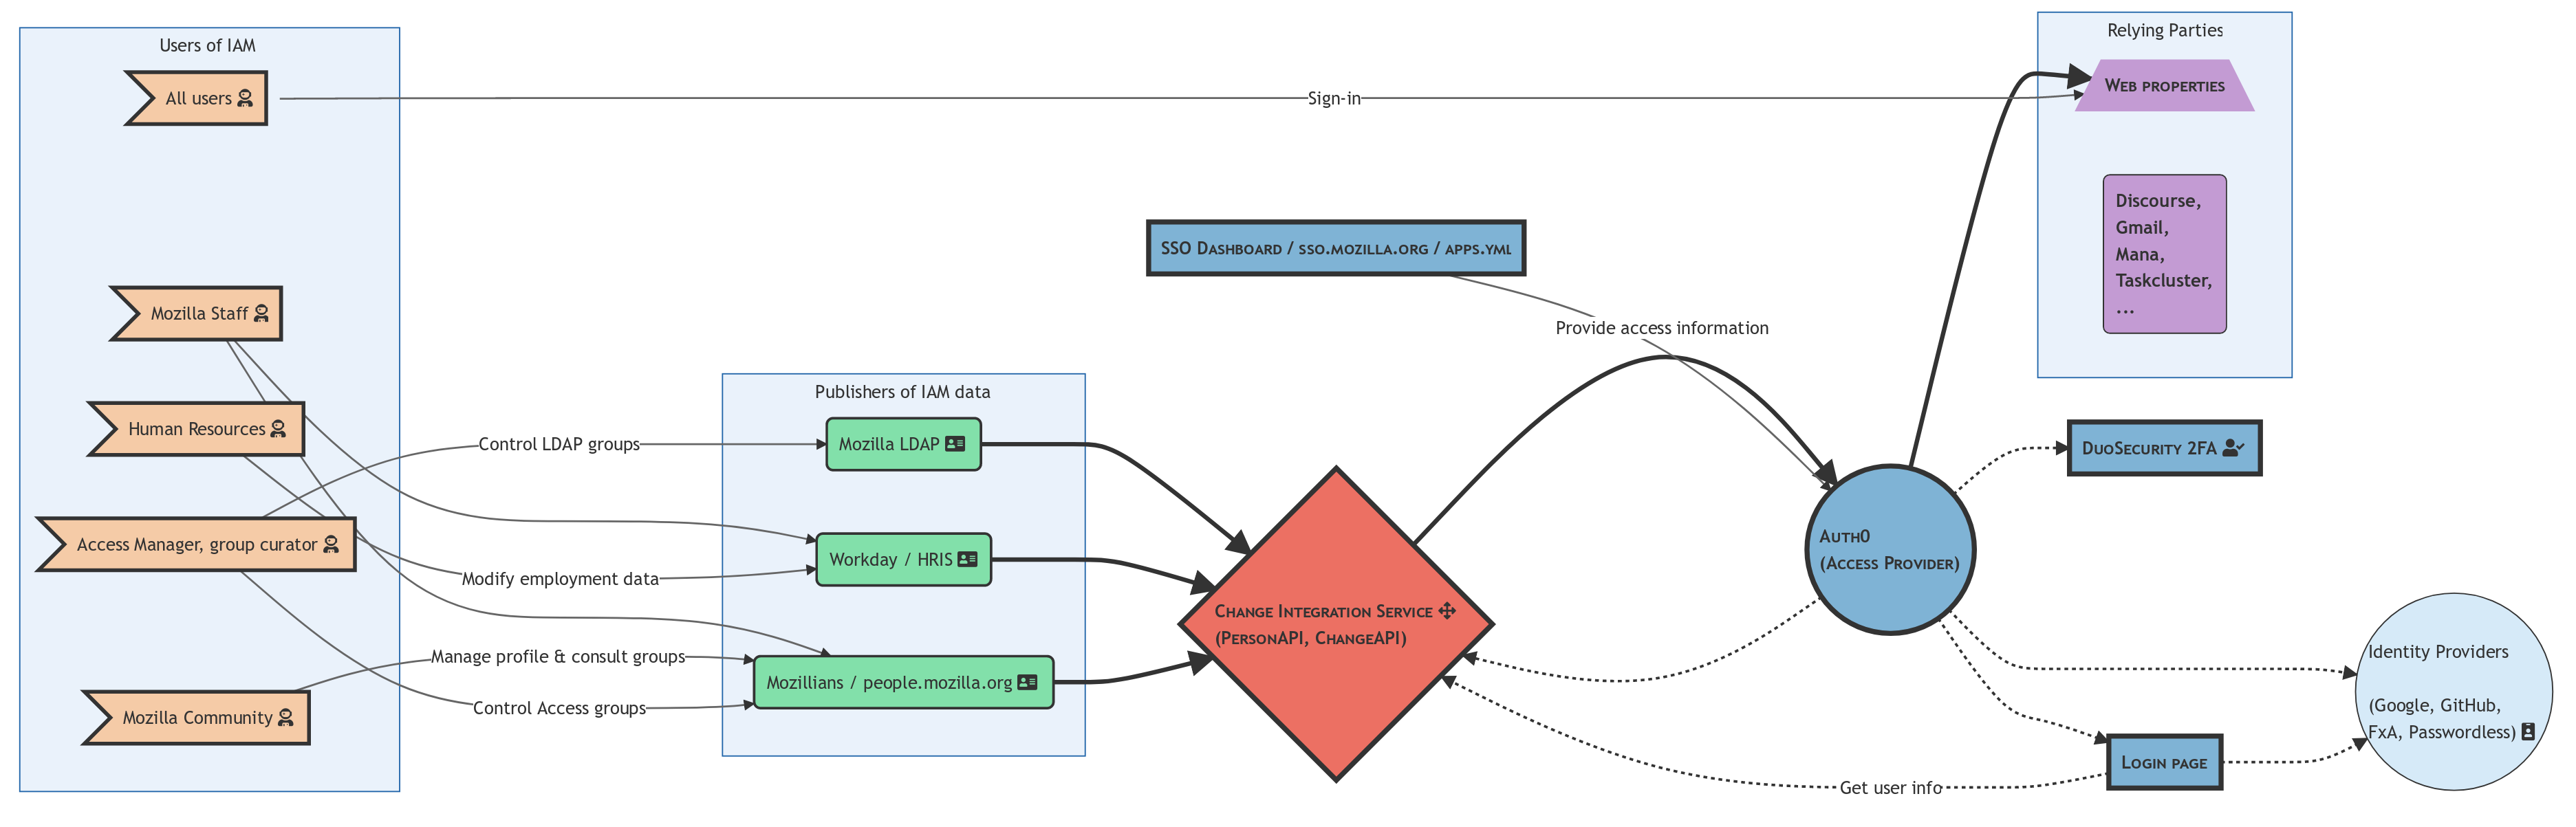 Users of IAM
All users
Mozilla Staff
Human Resources
Access Manager, group curator
Mozilla Community
Sign-in
Control LDAP groups
Modify employment data
Manage profile & consult groups
Control Access groups
Publishers of IAM data
Mozilla LDAP
Workday / HRIS
Mozillians / people.mozilla.org
SSO Dashboard / sso.mozilla.org / apps.yml
Provide access information
Change Integration Service
(PersonAPI, ChangeAPI)
Auth0
(Access Provider)
Get user info
Relying Parties
Web properties
Discourse,
Gmail,
Mana,
Taskcluster,
...
DuoSecurity 2FA
Login page
Identity Providers
(Google, GitHub,
FxA, Passwordless)